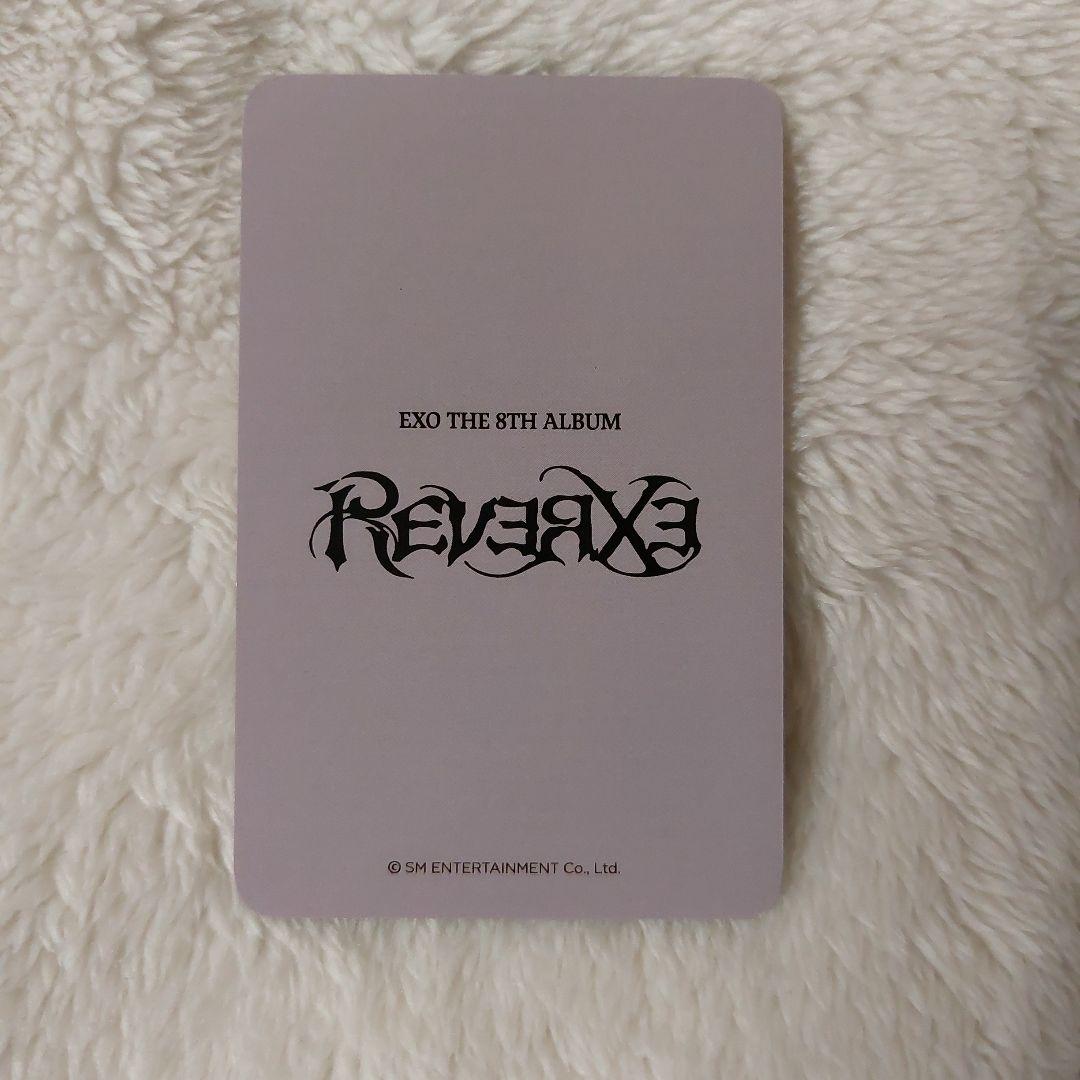 EXO THE 8TH ALBUM
REVERXE
© SM ENTERTAINMENT Co., Ltd.